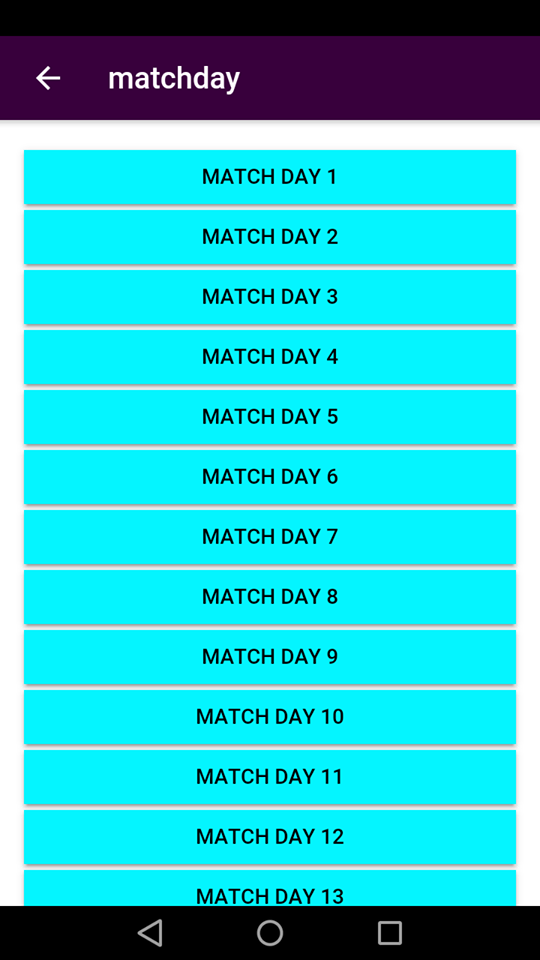 matchday
MATCH DAY 1
MATCH DAY 2
MATCH DAY 3
MATCH DAY 4
MATCH DAY 5
MATCH DAY 6
MATCH DAY 7
MATCH DAY 8
MATCH DAY 9
MATCH DAY 10
MATCH DAY 11
MATCH DAY 12
MATCH DAY 13